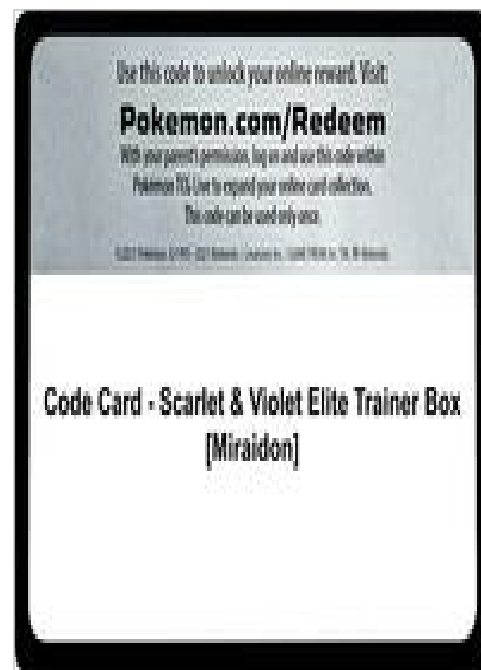 Use this code to unlock your online reward. Visit
Pokemon.com/Redeem
With your parent's permission, log on and use this code within
Pokémon TCG Live to expand your online card collection.
This code can be used only once.
Code Card - Scarlet & Violet Elite Trainer Box
[Miraidon]